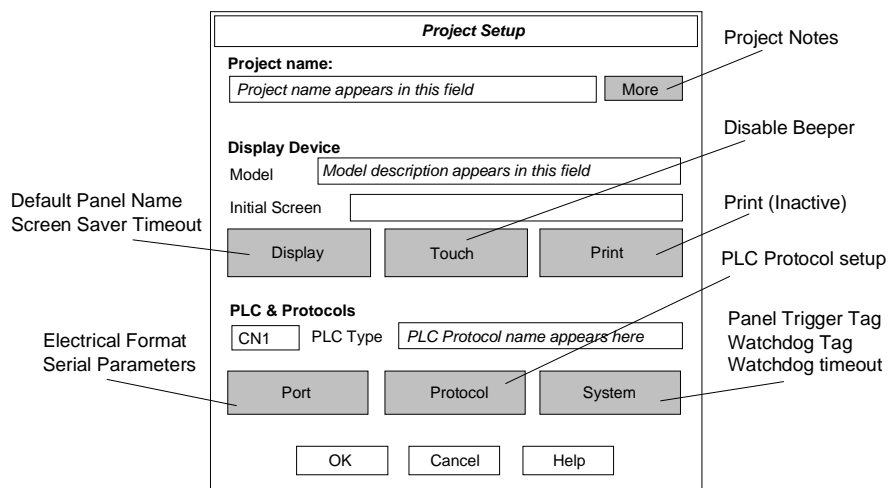 Project Setup
Project Notes
Project name:
Project name appears in this field
More
Disable Beeper
Display Device
Model
Model description appears in this field
Default Panel Name
Screen Saver Timeout
Initial Screen
Print (Inactive)
Display
Touch
Print
PLC Protocol setup
PLC & Protocols
CN1
PLC Type
PLC Protocol name appears here
Panel Trigger Tag
Watchdog Tag
Watchdog timeout
Electrical Format
Serial Parameters
Port
Protocol
System
OK
Cancel
Help